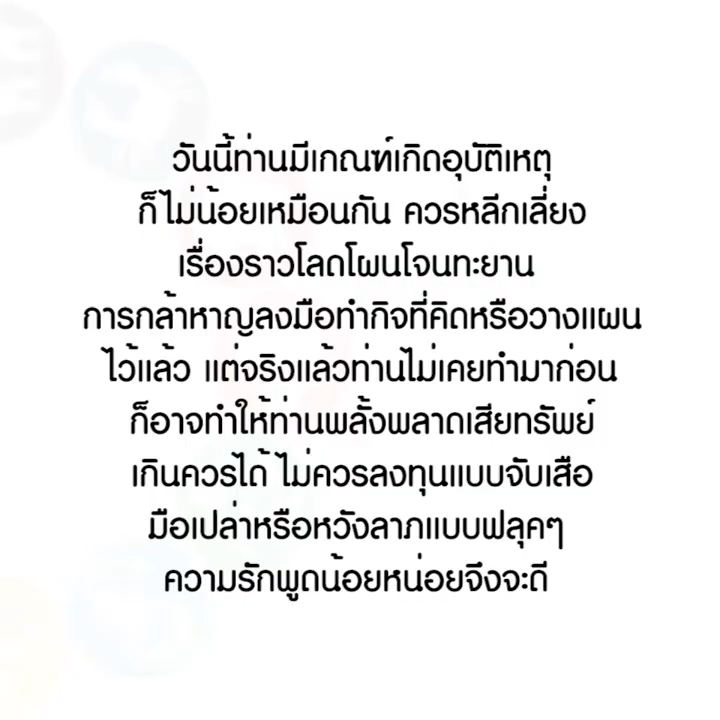 วันนี้ท่านมีเกณฑ์เกิดอุบัติเหตุ
ก็ไม่น้อยเหมือนกัน ควรหลีกเลี่ยง
เรื่องราวโลดโผนโจนทะยาน
การกล้าหาญลงมือทำกิจที่คิดหรือวางแผน
ไว้แล้ว แต่จริงแล้วท่านไม่เคยทำมาก่อน
ก็อาจทำให้ท่านพลั้งพลาดเสียทรัพย์
เกินควรได้ ไม่ควรลงทุนแบบจับเสือ
มือเปล่าหรือหวังลาภแบบฟลุคๆ
ความรักพูดน้อยหน่อยจึงจะดี